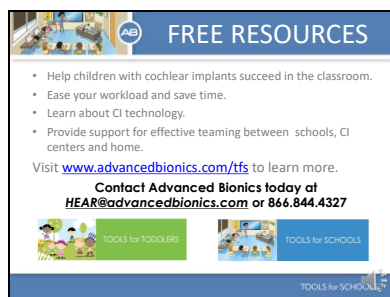 AB
FREE RESOURCES
• Help children with cochlear implants succeed in the classroom.
• Ease your workload and save time.
• Learn about CI technology.
• Provide support for effective teaming between schools, CI
centers and home.
Visit www.advancedbionics.com/tfs to learn more.
Contact Advanced Bionics today at
HEAR@advancedbionics.com or 866.844.4327
TOOLS for TODDLERS
TOOLS for SCHOOLS
TOOLS for SCHOOLS